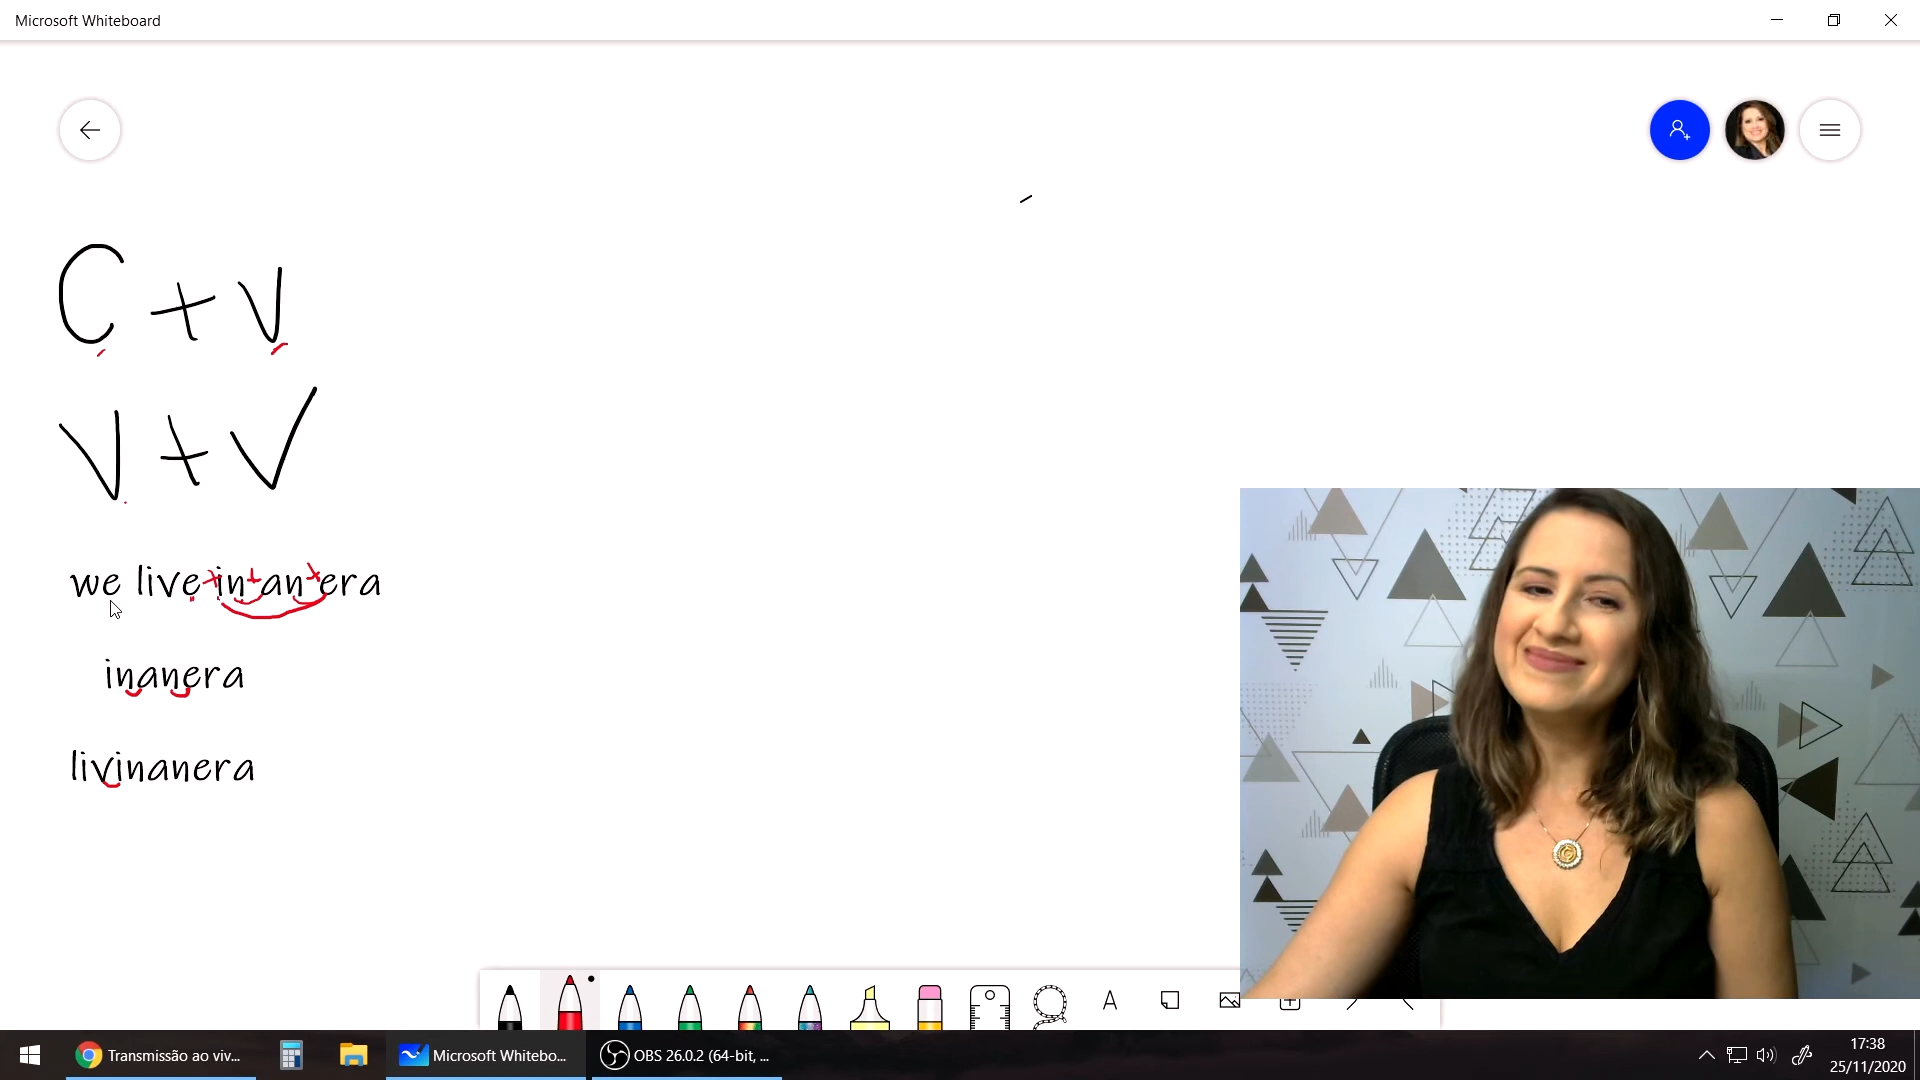 Microsoft Whiteboard
C + V
V + V
we live in an era
inanera
livinanera
A
Transmissão ao viv...
Microsoft Whitebo...
OBS 26.0.2 (64-bit, ...
17:38
25/11/2020